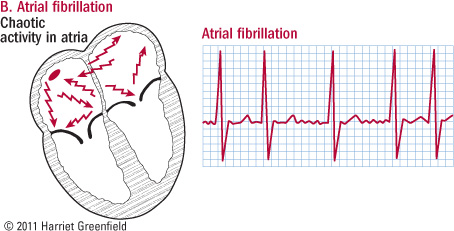 B. Atrial fibrillation
Chaotic
activity in atria
Atrial fibrillation
© 2011 Harriet Greenfield